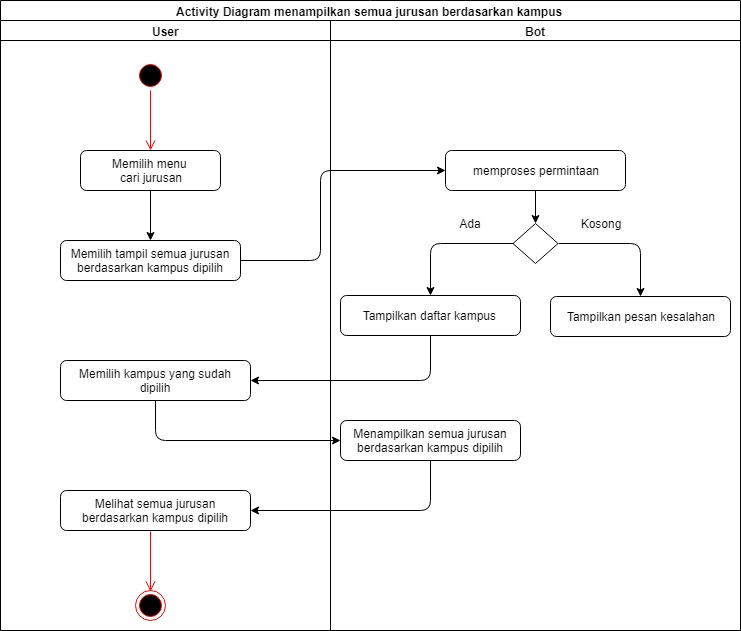 Activity Diagram menampilkan semua jurusan berdasarkan kampus
User
Bot
Memilih menu
cari jurusan
memproses permintaan
Ada
Kosong
Memilih tampil semua jurusan
berdasarkan kampus dipilih
Tampilkan daftar kampus
Tampilkan pesan kesalahan
Memilih kampus yang sudah
dipilih
Menampilkan semua jurusan
berdasarkan kampus dipilih
Melihat semua jurusan
berdasarkan kampus dipilih